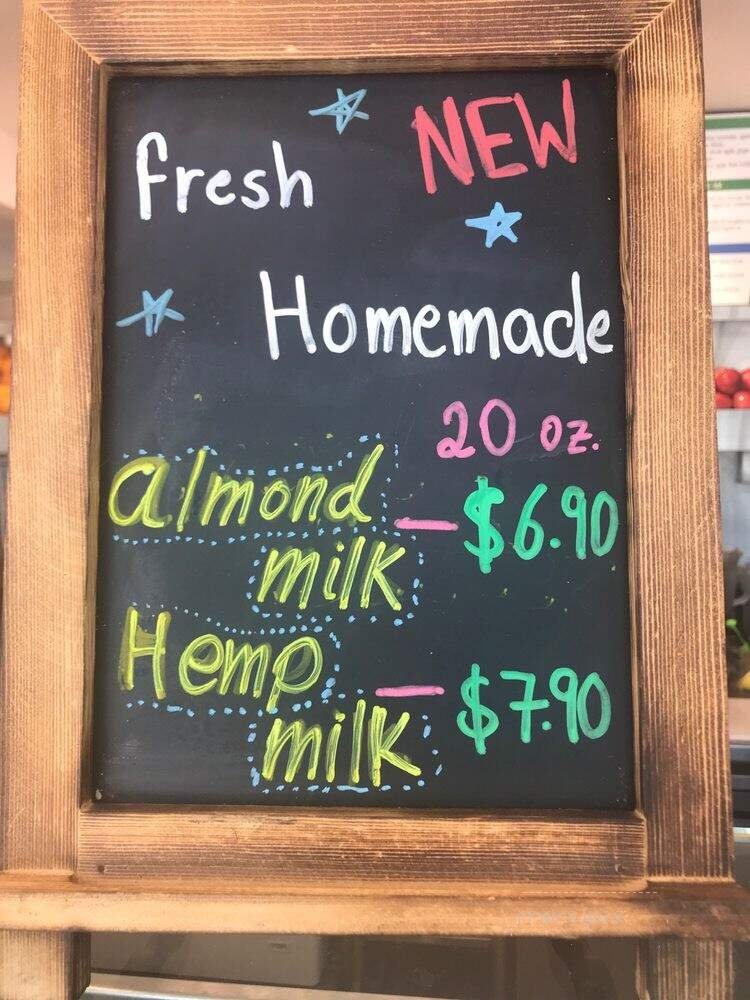 NEW
Fresh
Homemade
20 oz.
Almond — $6.90
milk
Hemp — $7.90
milk